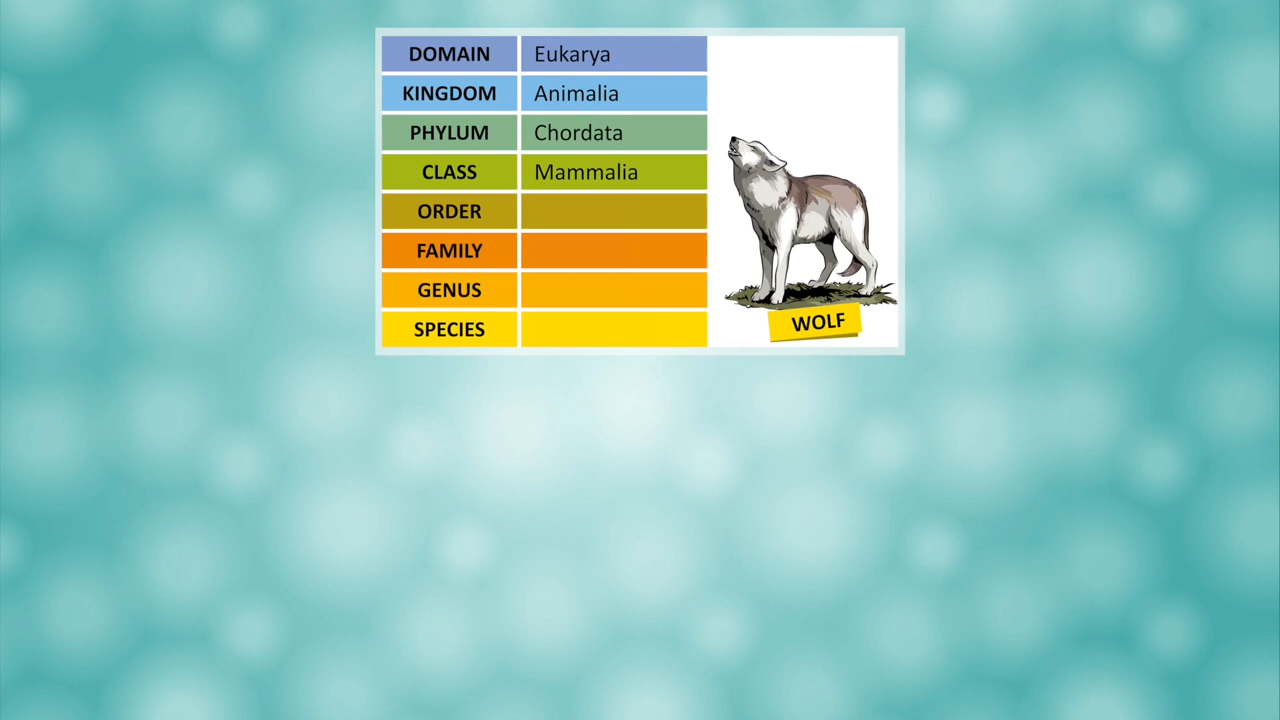 DOMAIN Eukarya
KINGDOM Animalia
PHYLUM Chordata
CLASS Mammalia
ORDER
FAMILY
GENUS
SPECIES
WOLF